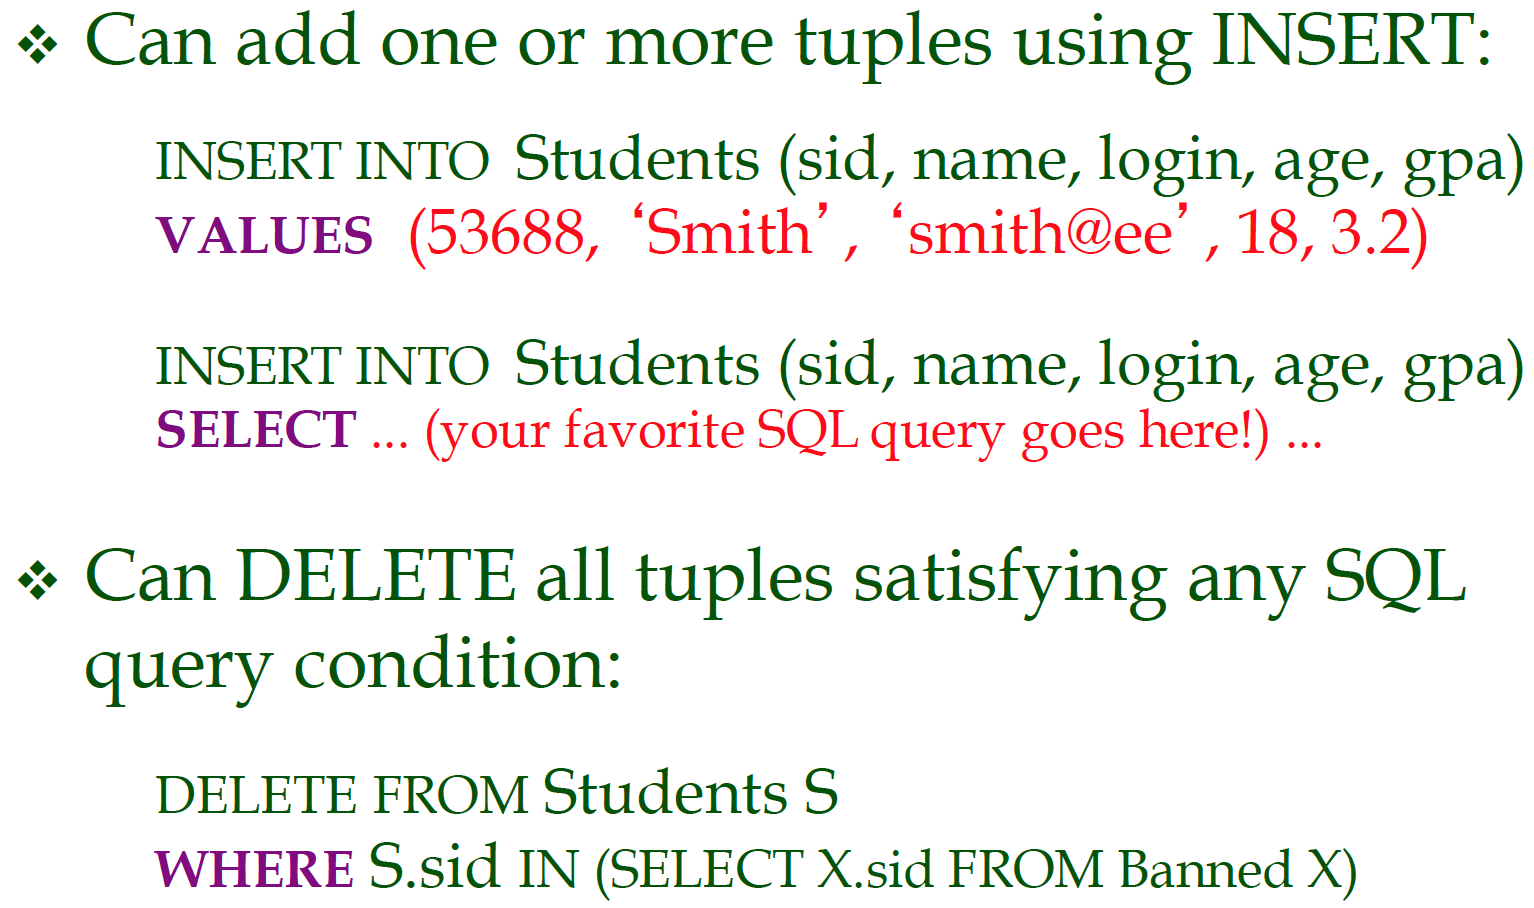 ❖ Can add one or more tuples using INSERT:
INSERT INTO Students (sid, name, login, age, gpa)
VALUES (53688, ‘Smith’, ‘smith@ee’, 18, 3.2)
INSERT INTO Students (sid, name, login, age, gpa)
SELECT ... (your favorite SQL query goes here!) ...
❖ Can DELETE all tuples satisfying any SQL
query condition:
DELETE FROM Students S
WHERE S.sid IN (SELECT X.sid FROM Banned X)